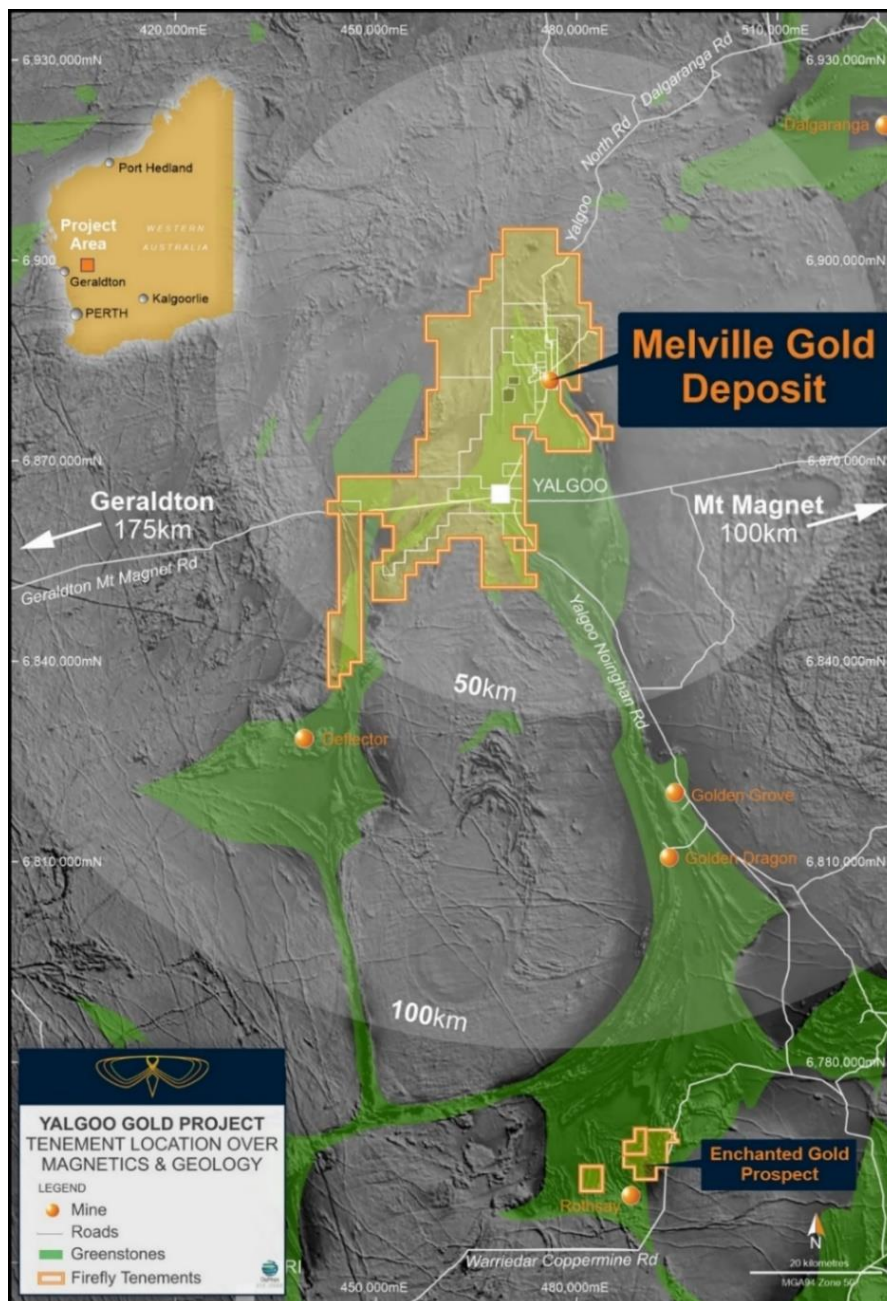 420,000mE
450,000mE
480,000mE
510,000mE
6,930,000mN
6,930,000mN
Dalgaranga Rd
North Rd
Yalgoo
Dalgaranga
Port Hedland
WESTERN
AUSTRALIA
Project
Area
Geraldton
Kalgoorlie
PERTH
6,900
6,900,000mN
Melville Gold
Deposit
6,870,000mN
6,870,000mN
YALGOO
Geraldton
175km
Mt Magnet
100km
Geraldton Mt Magnet Rd
Yalgoo Noinghan Rd
6,840,000mN
6,840,000mN
50km
Deflector
Golden Grove
Golden Dragon
6,810,000mN
6,810,000mN
100km
6,780,000mN
YALGOO GOLD PROJECT
TENEMENT LOCATION OVER
MAGNETICS & GEOLOGY
LEGEND
Mine
Roads
Greenstones
Firefly Tenements
Enchanted Gold
Prospect
Rothsay
Warriedar Coppermine Rd
N
20 kilometres
MGA94 Zone 50
450,000mE
480,000mE